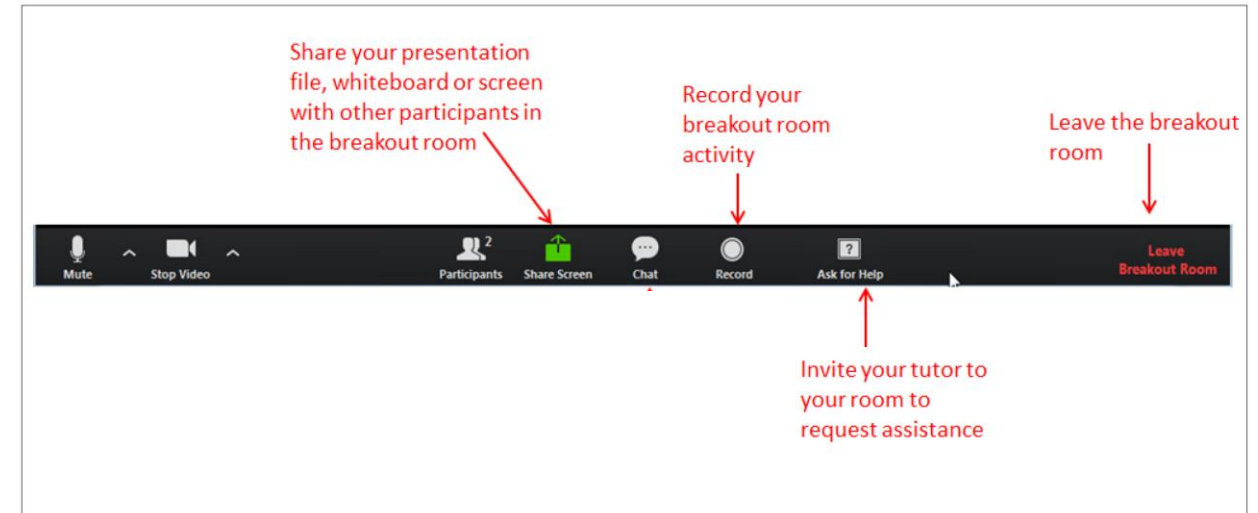 Share your presentation
file, whiteboard or screen
with other participants in
the breakout room
Record your
breakout room
activity
Leave the breakout
room
Mute
Stop Video
Participants
2
Share Screen
Chat
Record
Ask for Help
Leave
Breakout Room
Invite your tutor to
your room to
request assistance